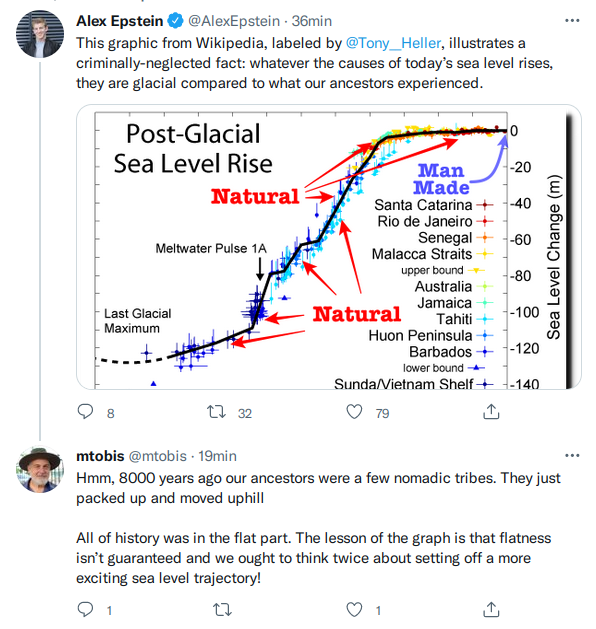 Alex Epstein @AlexEpstein · 36min
This graphic from Wikipedia, labeled by @Tony__Heller, illustrates a
criminally-neglected fact: whatever the causes of today's sea level rises,
they are glacial compared to what our ancestors experienced.
Post-Glacial
Sea Level Rise
Natural
Man
Made
Meltwater Pulse 1A
Last Glacial
Maximum
Natural
Santa Catarina
Rio de Janeiro
Senegal
Malacca Straits
upper bound
Australia
Jamaica
Tahiti
Huon Peninsula
Barbados
lower bound
Sunda/Vietnam Shelf
0
-20
-40
-60
-80
-100
-120
-140
Sea Level Change (m)
8 32 79
mtobis @mtobis · 19min
Hmm, 8000 years ago our ancestors were a few nomadic tribes. They just
packed up and moved uphill
All of history was in the flat part. The lesson of the graph is that flatness
isn't guaranteed and we ought to think twice about setting off a more
exciting sea level trajectory!
1 1